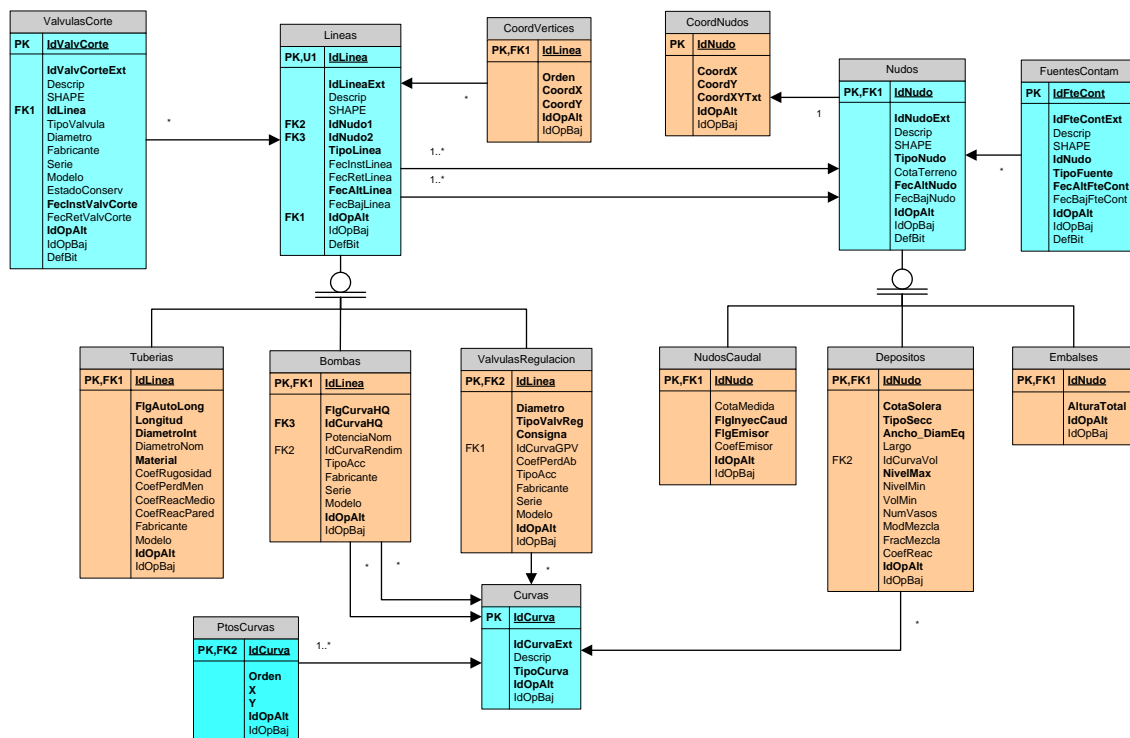 ValvulasCorte
PK IdValvCorte
IdValvCorteExt
Descrip
SHAPE
FK1 IdLinea
TipoValvula
Diametro
Fabricante
Serie
Modelo
EstadoConserv
FecInstValvCorte
FecRetValvCorte
IdOpAlt
IdOpBaj
DefBit
*
Lineas
PK,U1 IdLinea
IdLineaExt
Descrip
SHAPE
FK2 IdNudo1
FK3 IdNudo2
TipoLinea
FecInstLinea
FecRetLinea
FecAltLinea
FecBajLinea
FK1 IdOpAlt
IdOpBaj
DefBit
CoordVertices
PK,FK1 IdLinea
Orden
CoordX
CoordY
IdOpAlt
IdOpBaj
*
CoordNudos
PK IdNudo
CoordX
CoordY
CoordXYTxt
IdOpAlt
IdOpBaj
1
Nudos
PK,FK1 IdNudo
IdNudoExt
Descrip
SHAPE
TipoNudo
CotaTerreno
FecAltNudo
FecBajNudo
IdOpAlt
IdOpBaj
DefBit
FuentesContam
PK IdFteCont
IdFteContExt
Descrip
SHAPE
IdNudo
TipoFuente
FecAltFteCont
FecBajFteCont
IdOpAlt
IdOpBaj
DefBit
*
1..*
1..*
Tuberias
PK,FK1 IdLinea
FlgAutoLong
Longitud
DiametroInt
DiametroNom
Material
CoefRugosidad
CoefPerdMen
CoefReacMedio
CoefReacPared
Fabricante
Modelo
IdOpAlt
IdOpBaj
Bombas
PK,FK1 IdLinea
FlgCurvaHQ
FK3 IdCurvaHQ
PotenciaNom
FK2 IdCurvaRendim
TipoAcc
Fabricante
Serie
Modelo
IdOpAlt
IdOpBaj
*
*
ValvulasRegulacion
PK,FK2 IdLinea
Diametro
TipoValvReg
Consigna
FK1 IdCurvaGPV
CoefPerdAb
TipoAcc
Fabricante
Serie
Modelo
IdOpAlt
IdOpBaj
*
NudosCaudal
PK,FK1 IdNudo
CotaMedida
FlgInyecCaud
FlgEmisor
CoefEmisor
IdOpAlt
IdOpBaj
Depositos
PK,FK1 IdNudo
CotaSolera
TipoSecc
Ancho_DiamEq
Largo
FK2 IdCurvaVol
NivelMax
NivelMin
VolMin
NumVasos
ModMezcla
FracMezcla
CoefReac
IdOpAlt
IdOpBaj
*
Embalses
PK,FK1 IdNudo
AlturaTotal
IdOpAlt
IdOpBaj
PtosCurvas
PK,FK2 IdCurva
Orden
X
Y
IdOpAlt
IdOpBaj
1..*
Curvas
PK IdCurva
IdCurvaExt
Descrip
TipoCurva
IdOpAlt
IdOpBaj